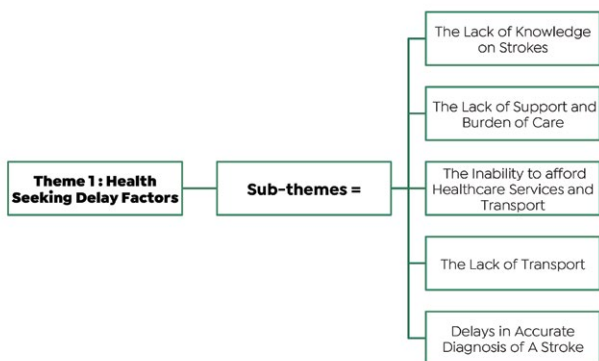 Theme 1 : Health
Seeking Delay Factors
Sub-themes =
The Lack of Knowledge
on Strokes
The Lack of Support and
Burden of Care
The Inability to afford
Healthcare Services and
Transport
The Lack of Transport
Delays in Accurate
Diagnosis of A Stroke